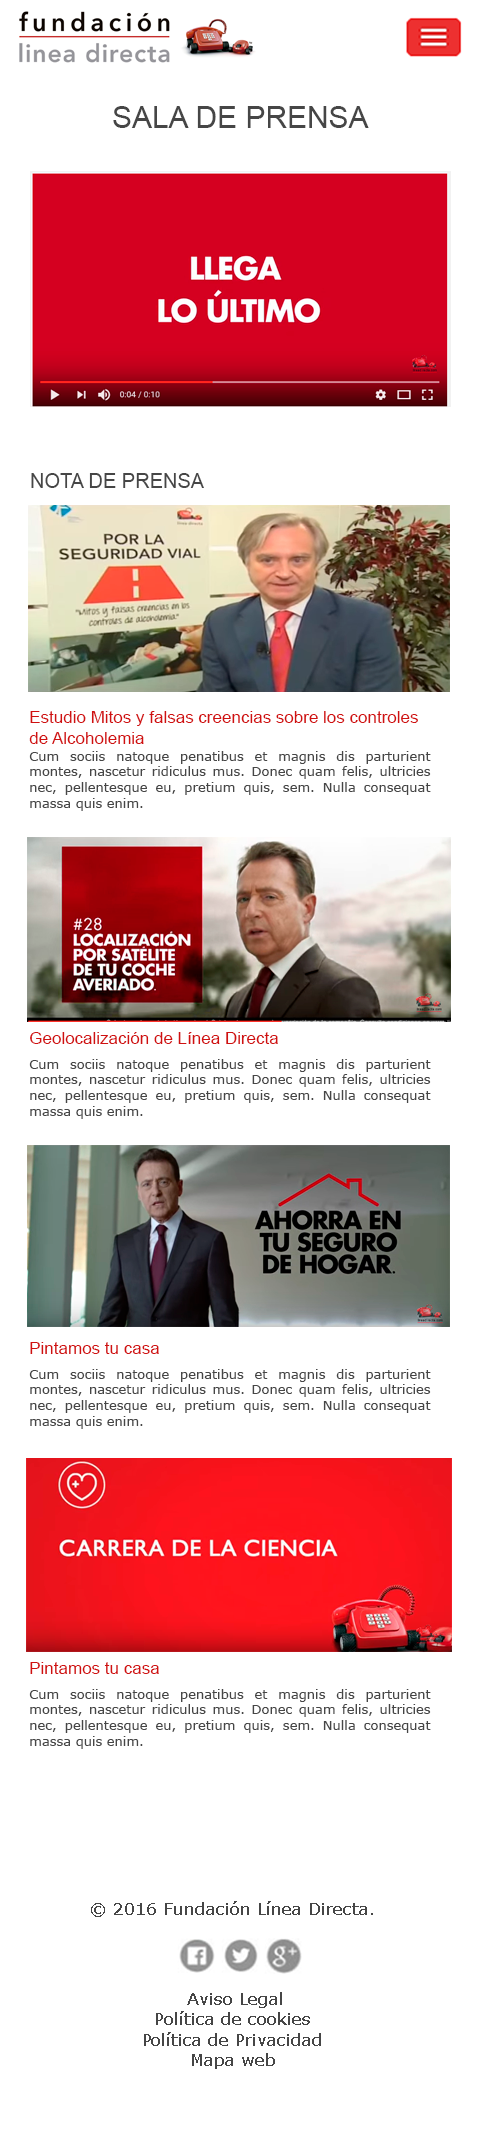 fundación
linea directa
SALA DE PRENSA
LLEGA
LO ÚLTIMO
0:04 / 0:10
NOTA DE PRENSA
linea directa
POR LA
SEGURIDAD VIAL
"Mitos y falsas creencias en los
controles de alcoholemia"
Estudio Mitos y falsas creencias sobre los controles
de Alcoholemia
Cum sociis natoque penatibus et magnis dis parturient
montes, nascetur ridiculus mus. Donec quam felis, ultricies
nec, pellentesque eu, pretium quis, sem. Nulla consequat
massa quis enim.
#28
LOCALIZACIÓN
POR SATÉLITE
DE TU COCHE
AVERIADO.
Geolocalización de Línea Directa
Cum sociis natoque penatibus et magnis dis parturient
montes, nascetur ridiculus mus. Donec quam felis, ultricies
nec, pellentesque eu, pretium quis, sem. Nulla consequat
massa quis enim.
AHORRA EN
TU SEGURO
DE HOGAR.
Pintamos tu casa
Cum sociis natoque penatibus et magnis dis parturient
montes, nascetur ridiculus mus. Donec quam felis, ultricies
nec, pellentesque eu, pretium quis, sem. Nulla consequat
massa quis enim.
CARRERA DE LA CIENCIA
Pintamos tu casa
Cum sociis natoque penatibus et magnis dis parturient
montes, nascetur ridiculus mus. Donec quam felis, ultricies
nec, pellentesque eu, pretium quis, sem. Nulla consequat
massa quis enim.
© 2016 Fundación Línea Directa.
Aviso Legal
Política de cookies
Política de Privacidad
Mapa web